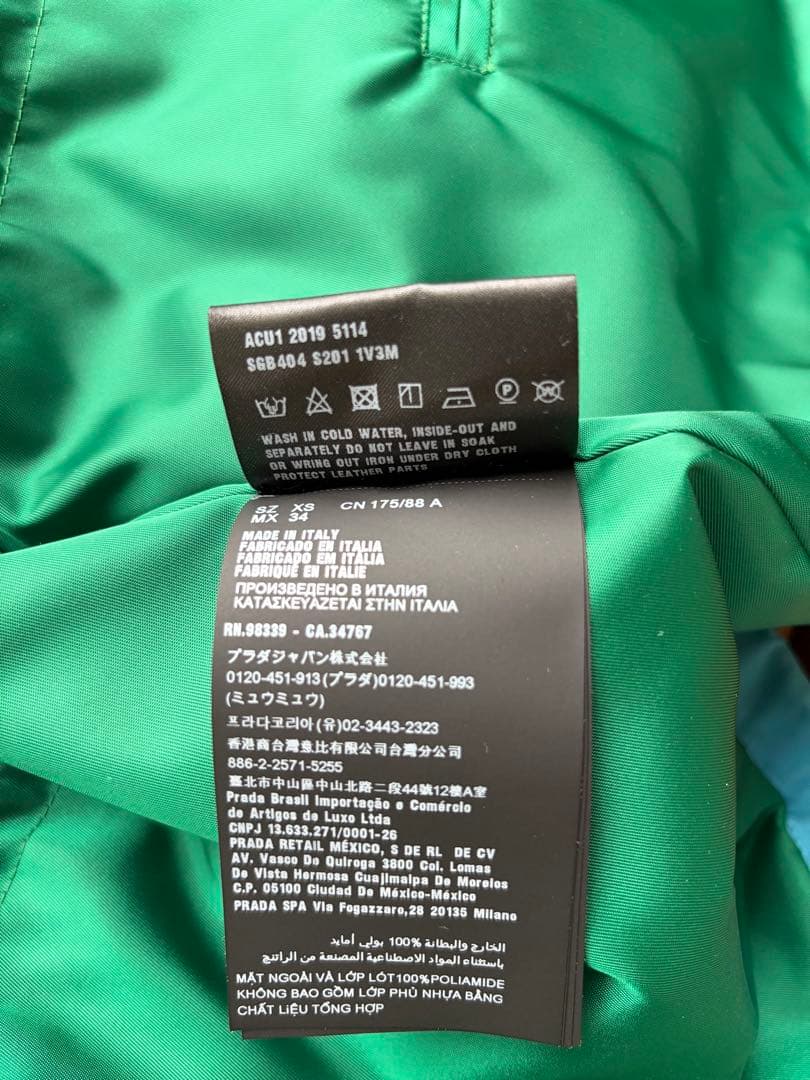 ACU1 2019 5114
SGB404 S201 1V3M
P
W
WASH IN COLD WATER, INSIDE-OUT AND
SEPARATELY DO NOT LEAVE IN SOAK
OR WRING OUT IRON UNDER DRY CLOTH
PROTECT LEATHER PARTS
SZ XS CN 175/88 A
MX 34
MADE IN ITALY
FABRICADO EN ITALIA
FABRICADO EM ITÁLIA
FABRIQUÉ EN ITALIE
ПРОИЗВЕДЕНО В ИТАЛИЯ
ΚΑΤΑΣΚΕΥΑΖΕΤΑΙ ΣΤΗΝ ΙΤΑΛΙΑ
RN.98339 - CA.34767
プラダジャパン株式会社
0120-451-913(プラダ)0120-451-993
(ミュウミュウ)
프라다코리아(유)02-3443-2323
香港商台灣意比有限公司台灣分公司
886-2-2571-5255
臺北市中山區中山北路二段44號12樓A室
Prada Brasil Importação e Comércio
de Artigos de Luxo Ltda
CNPJ 13.633.271/0001-26
PRADA RETAIL MÉXICO, S DE RL DE CV
AV. Vasco De Quiroga 3800 Col. Lomas
De Vista Hermosa Cuajimalpa De Morelos
C.P. 05100 Ciudad De México-México
PRADA SPA Via Fogazzaro,28 20135 Milano
الخارج والبطانة 100% بولي أمايد
باستثناء المواد الاصطناعية المصنعة من الراتنج
MẶT NGOÀI VÀ LỚP LÓT100%POLIAMIDE
KHÔNG BAO GỒM LỚP PHỦ NHỰA BẰNG
CHẤT LIỆU TỔNG HỢP